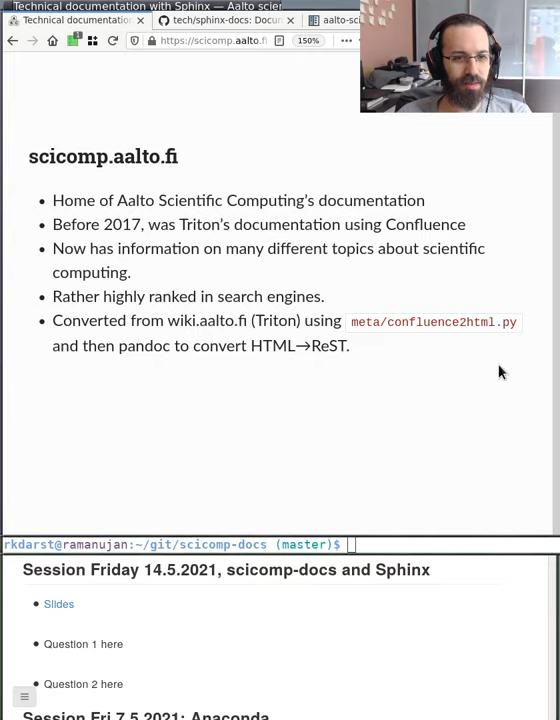 Technical documentation with Sphinx — Aalto scier
Technical documentation
tech/sphinx-docs: Docum
aalto-sci
https://scicomp.aalto.fi
150%
scicomp.aalto.fi
Home of Aalto Scientific Computing's documentation
Before 2017, was Triton's documentation using Confluence
Now has information on many different topics about scientific
computing.
Rather highly ranked in search engines.
Converted from wiki.aalto.fi (Triton) using meta/confluence2html.py
and then pandoc to convert HTML→ReST.
rkdarst@ramanujan:~/git/scicomp-docs (master)$
Session Friday 14.5.2021, scicomp-docs and Sphinx
Slides
Question 1 here
Question 2 here
Session Fri 7.5.2021: Anaconda